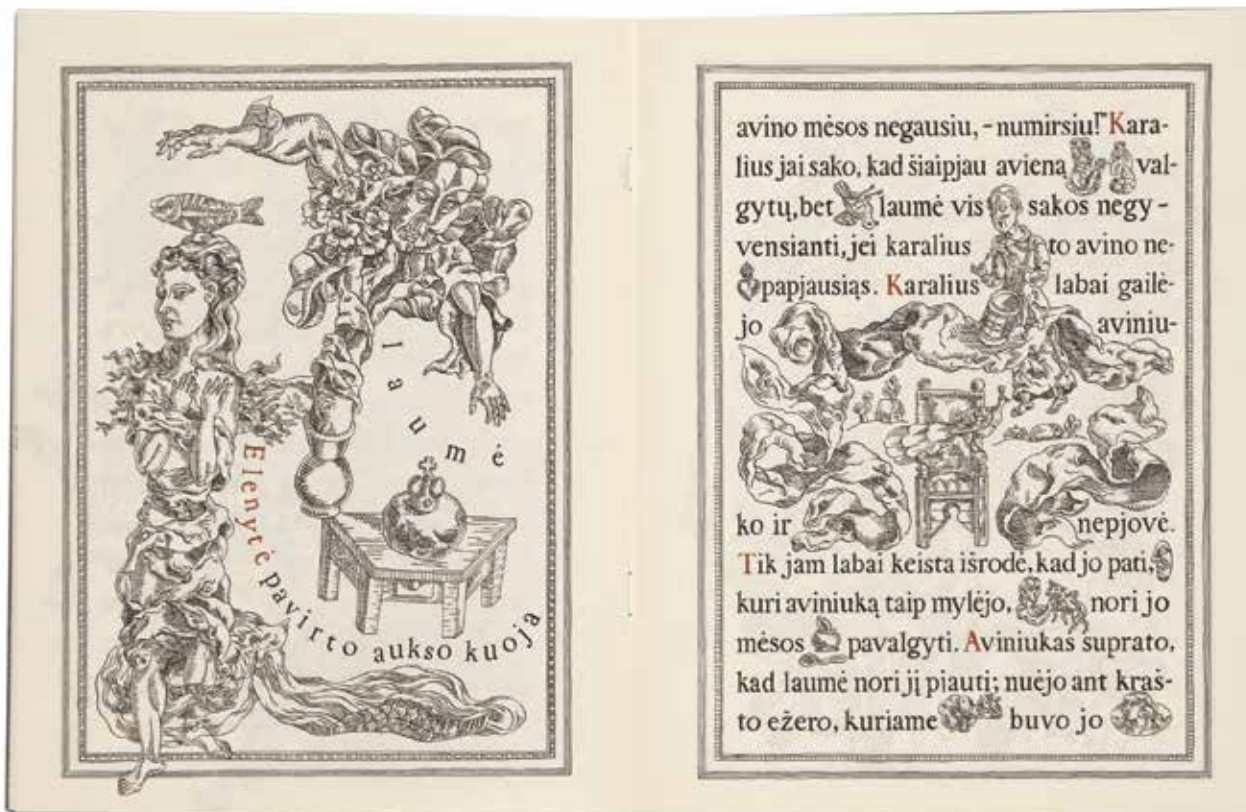 laumė
Elenytė pavirto aukso kuoja
avino mėsos negausiu, - numirsiu!" Kara-
lius jai sako, kad šiaipjau avieną val-
gytų, bet laumė vis sakos negy-
vensianti, jei karalius to avino ne-
papjausiąs. Karalius labai gailė-
jo aviniu-
ko ir nepjovė.
Tik jam labai keista išrodė, kad jo pati,
kuri aviniuką taip mylėjo, nori jo
mėsos pavalgyti. Aviniukas suprato,
kad laumė nori jį piauti; nuėjo ant kraš-
to ežero, kuriame buvo jo